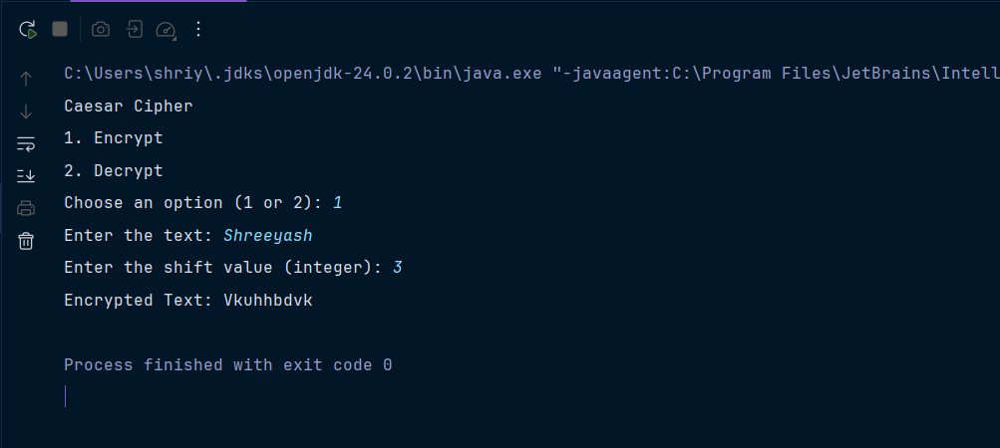 C:\Users\shriy\.jdks\openjdk-24.0.2\bin\java.exe "-javaagent:C:\Program Files\JetBrains\Intell
Caesar Cipher
1. Encrypt
2. Decrypt
Choose an option (1 or 2): 1
Enter the text: Shreeyash
Enter the shift value (integer): 3
Encrypted Text: Vkuhhbdvk
Process finished with exit code 0